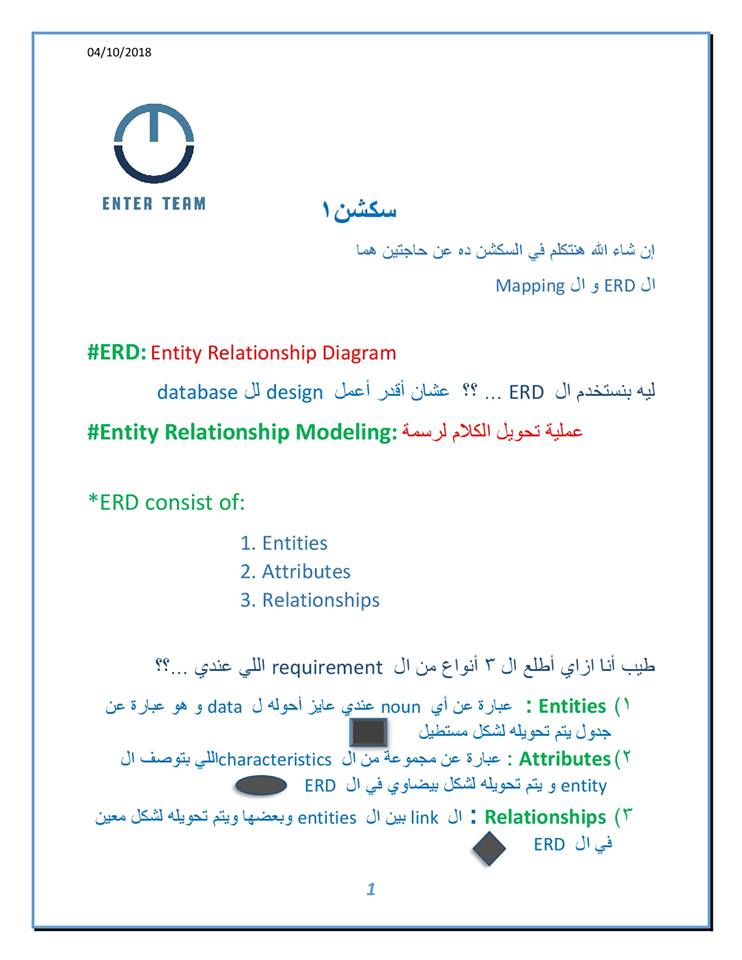 04/10/2018
ENTER TEAM
سكشن ١
إن شاء الله هنتكلم في السكشن ده عن حاجتين هما
ال ERD و ال Mapping
#ERD: Entity Relationship Diagram
ليه بنستخدم ال ERD ... ؟؟ عشان أقدر أعمل design لل database
#Entity Relationship Modeling: عملية تحويل الكلام لرسمة
*ERD consist of:
1. Entities
2. Attributes
3. Relationships
طيب أنا ازاي أطلع ال ٣ أنواع من ال requirement اللي عندي ...؟؟
١) Entities : عبارة عن أي noun عندي عايز أحوله ل data و هو عبارة عن
جدول يتم تحويله لشكل مستطيل
٢) Attributes : عبارة عن مجموعة من ال characteristics اللي بتوصف ال
entity و يتم تحويله لشكل بيضاوي في ال ERD
٣) Relationships : ال link بين ال entities وبعضها ويتم تحويله لشكل معين
في ال ERD
1